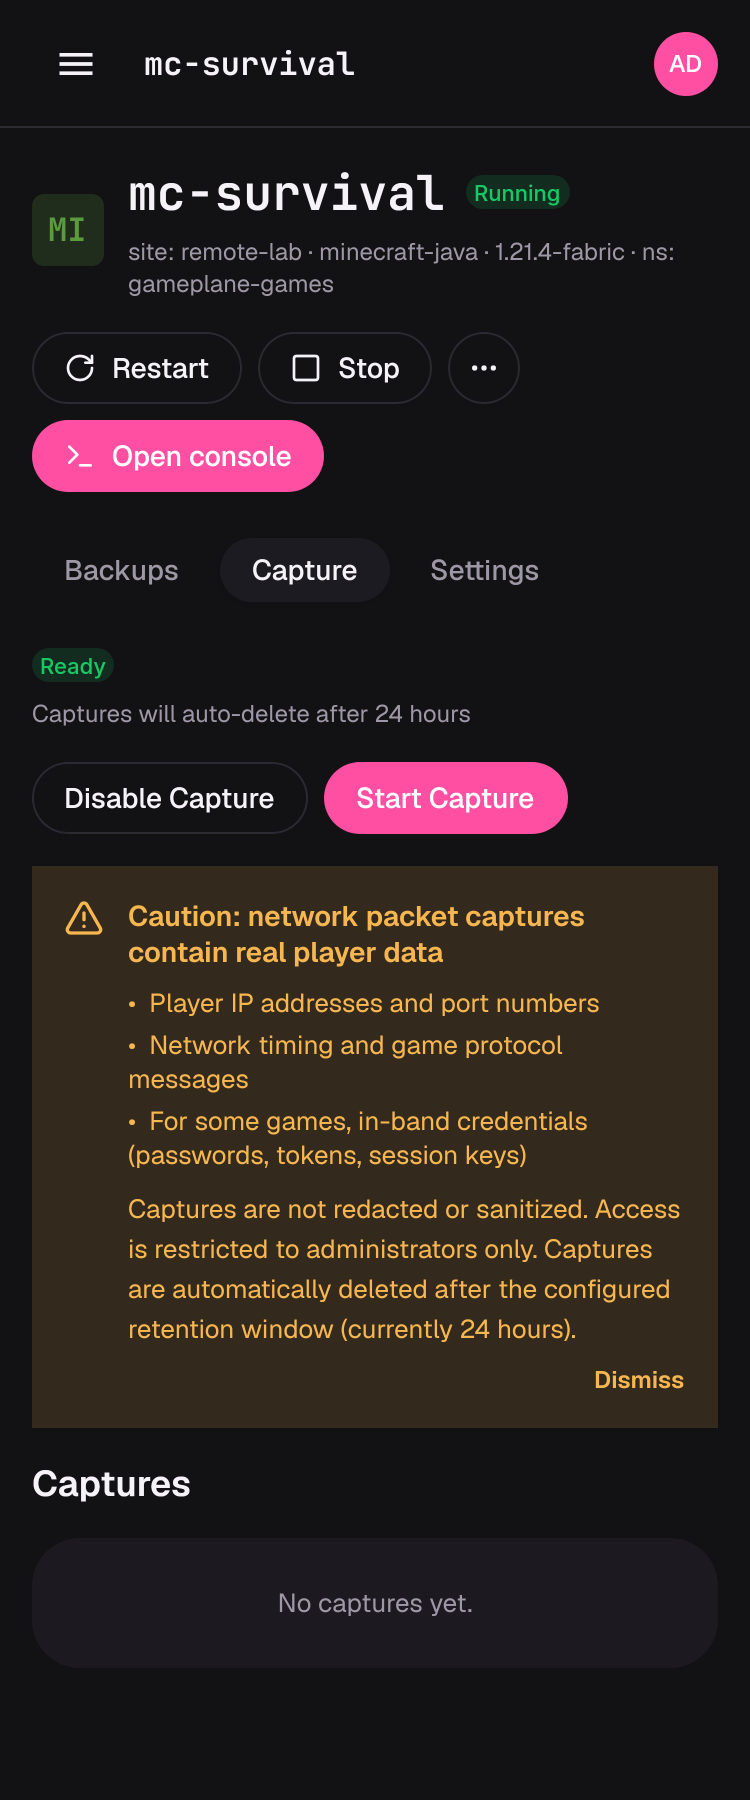 mc-survival
AD
MI
mc-survival
Running
site: remote-lab · minecraft-java · 1.21.4-fabric · ns:
gameplane-games
Restart
Stop
Open console
Backups
Capture
Settings
Ready
Captures will auto-delete after 24 hours
Disable Capture
Start Capture
Caution: network packet captures
contain real player data
• Player IP addresses and port numbers
• Network timing and game protocol
messages
• For some games, in-band credentials
(passwords, tokens, session keys)
Captures are not redacted or sanitized. Access
is restricted to administrators only. Captures
are automatically deleted after the configured
retention window (currently 24 hours).
Dismiss
Captures
No captures yet.